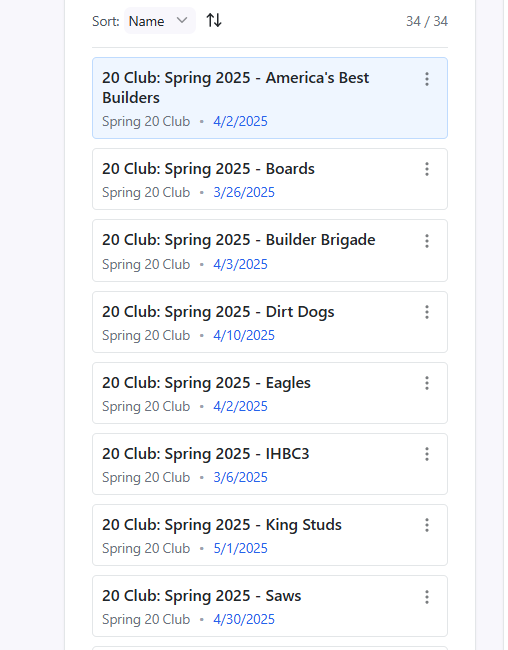 Sort: Name 34 / 34
20 Club: Spring 2025 - America's Best
Builders
Spring 20 Club • 4/2/2025
20 Club: Spring 2025 - Boards
Spring 20 Club • 3/26/2025
20 Club: Spring 2025 - Builder Brigade
Spring 20 Club • 4/3/2025
20 Club: Spring 2025 - Dirt Dogs
Spring 20 Club • 4/10/2025
20 Club: Spring 2025 - Eagles
Spring 20 Club • 4/2/2025
20 Club: Spring 2025 - IHBC3
Spring 20 Club • 3/6/2025
20 Club: Spring 2025 - King Studs
Spring 20 Club • 5/1/2025
20 Club: Spring 2025 - Saws
Spring 20 Club • 4/30/2025